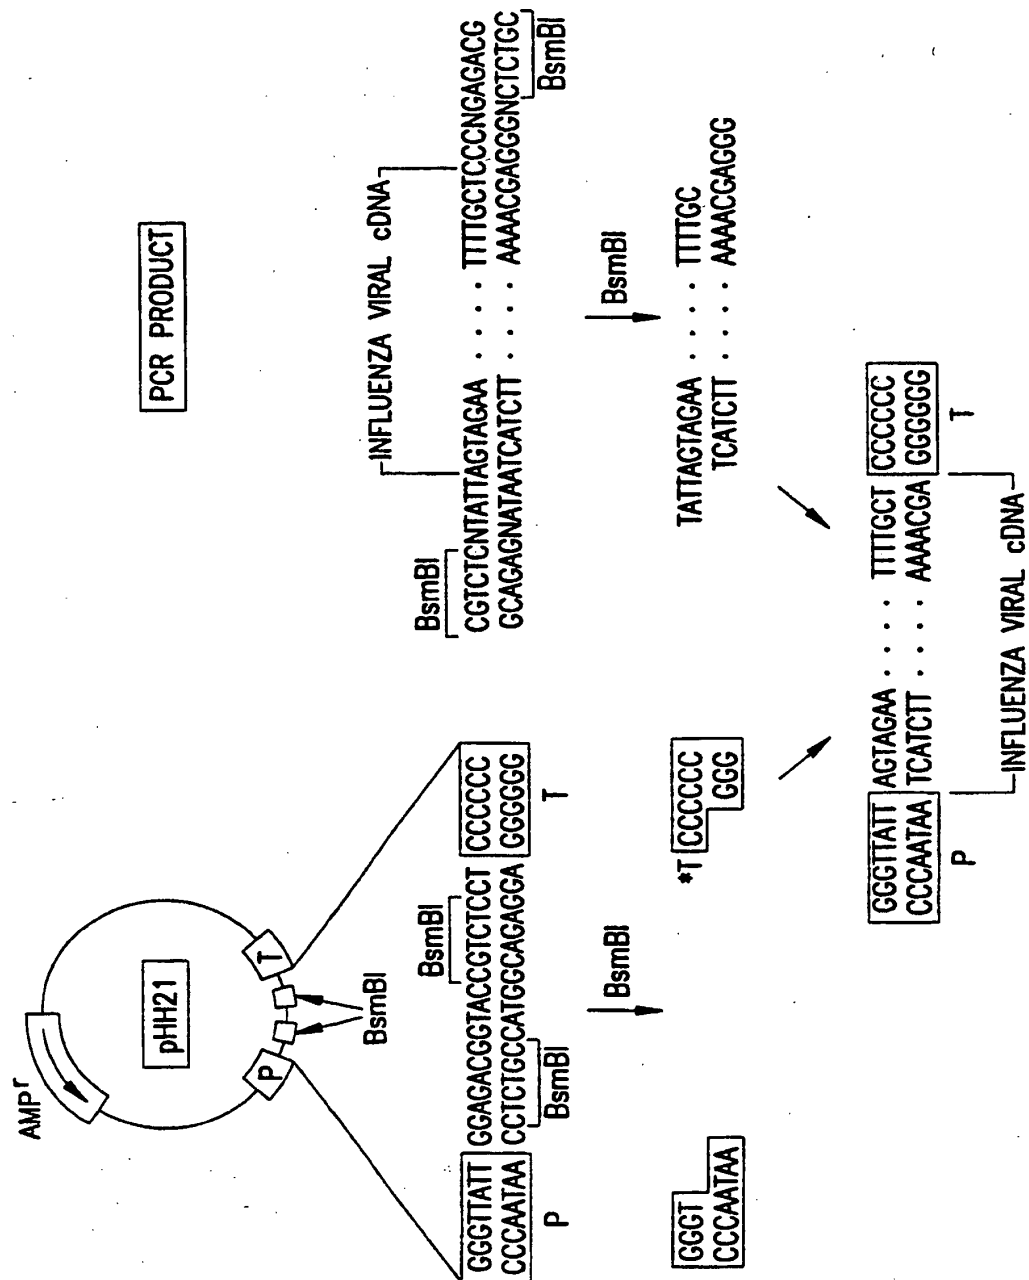 AMPʳ
pHH21
P
T
BsmBI
BsmBI
GGGTTATT GGAGACGGTACCGTCTCCT CCCCCC
CCCAATAA CCTCTGCCATGGCAGAGGA GGGGGG
BsmBI
P
T
BsmBI
GGGT
CCCAATAA
*T CCCCCC
GGG
PCR PRODUCT
INFLUENZA VIRAL cDNA
BsmBI
CGTCTCNTATTAGTAGAA ..... TTTTGCTCCCNGAGACG
GCAGAGNATAATCATCTT ..... AAAACGAGGGNCTCTGC
BsmBI
BsmBI
TATTAGTAGAA ..... TTTTGC
TCATCTT ..... AAAACGAGGG
GGGTTATT AGTAGAA ..... TTTTGCT CCCCCC
CCCAATAA TCATCTT ..... AAAACGA GGGGGG
P
T
INFLUENZA VIRAL cDNA